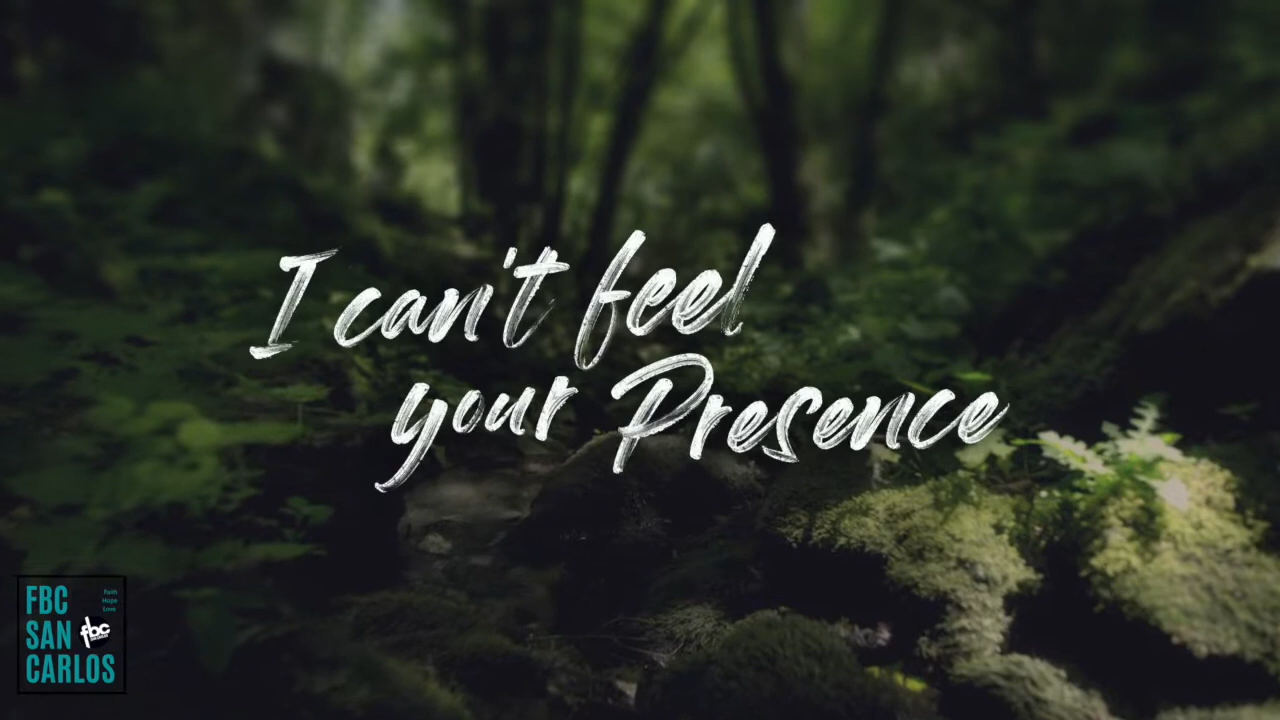 I can't feel
your Presence
FBC
SAN
CARLOS
Faith
Hope
Love
fbc